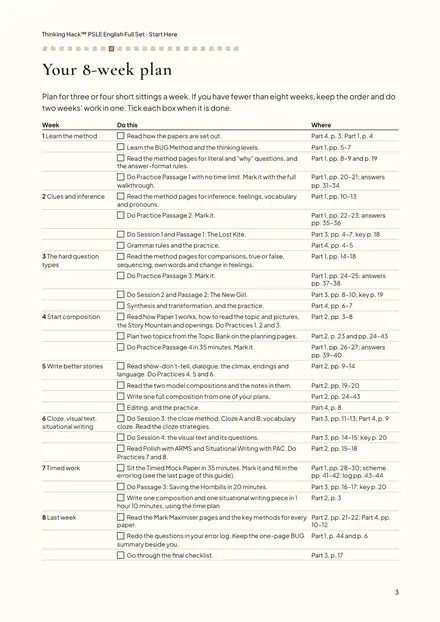 Thinking Hack™ PSLE English Full Set · Start Here
Your 8-week plan
Plan for three or four short sittings a week. If you have fewer than eight weeks, keep the order and do
two weeks' work in one. Tick each box when it is done.
Week Do this Where
1 Learn the method Read how the papers are set out. Part 4, p. 3; Part 1, p. 4
Learn the BUG Method and the thinking levels. Part 1, pp. 5–7
Read the method pages for literal and "why" questions, and Part 1, pp. 8–9 and p. 19
the answer-format rules.
Do Practice Passage 1 with no time limit. Mark it with the full Part 1, pp. 20–21; answers
walkthrough. pp. 31–34
2 Clues and inference Read the method pages for inference, feelings, vocabulary Part 1, pp. 10–13
and pronouns.
Do Practice Passage 2. Mark it. Part 1, pp. 22–23; answers
pp. 35–36
Do Session 1 and Passage 1: The Lost Kite. Part 3, pp. 4–7; key p. 18
Grammar rules and the practice. Part 4, pp. 4–5
3 The hard question Read the method pages for comparisons, true or false, Part 1, pp. 14–18
types sequencing, own words and change in feelings.
Do Practice Passage 3. Mark it. Part 1, pp. 24–25; answers
pp. 37–38
Do Session 2 and Passage 2: The New Girl. Part 3, pp. 8–10; key p. 19
Synthesis and transformation, and the practice. Part 4, pp. 6–7
4 Start composition Read how Paper 1 works, how to read the topic and pictures, Part 2, pp. 3–8
the Story Mountain and openings. Do Practices 1, 2 and 3.
Plan two topics from the Topic Bank on the planning pages. Part 2, p. 23 and pp. 24–43
Do Practice Passage 4 in 35 minutes. Mark it. Part 1, pp. 26–27; answers
pp. 39–40
5 Write better stories Read show-don't-tell, dialogue, the climax, endings and Part 2, pp. 9–14
language. Do Practices 4, 5 and 6.
Read the two model compositions and the notes in them. Part 2, pp. 19–20
Write one full composition from one of your plans. Part 2, pp. 24–43
Editing, and the practice. Part 4, p. 8
6 Cloze, visual text, Do Session 3: the cloze method, Cloze A and B, vocabulary Part 3, pp. 11–13; Part 4, p. 9
situational writing cloze. Read the cloze strategies.
Do Session 4: the visual text and its questions. Part 3, pp. 14–15; key p. 20
Read Polish with ARMS and Situational Writing with PAC. Do Part 2, pp. 15–18
Practices 7 and 8.
7 Timed work Sit the Timed Mock Paper in 35 minutes. Mark it and fill in the Part 1, pp. 28–30; scheme
error log (see the last page of this guide). pp. 41–42; log pp. 43–44
Do Passage 3: Saving the Hornbills in 20 minutes. Part 3, pp. 16–17; key p. 20
Write one composition and one situational writing piece in 1 Part 2, p. 3
hour 10 minutes, using the time plan.
8 Last week Read the Mark Maximiser pages and the key methods for every Part 2, pp. 21–22; Part 4, pp.
paper. 10–12
Redo the questions in your error log. Keep the one-page BUG Part 1, p. 44 and p. 6
summary beside you.
Go through the final checklist. Part 3, p. 17
3